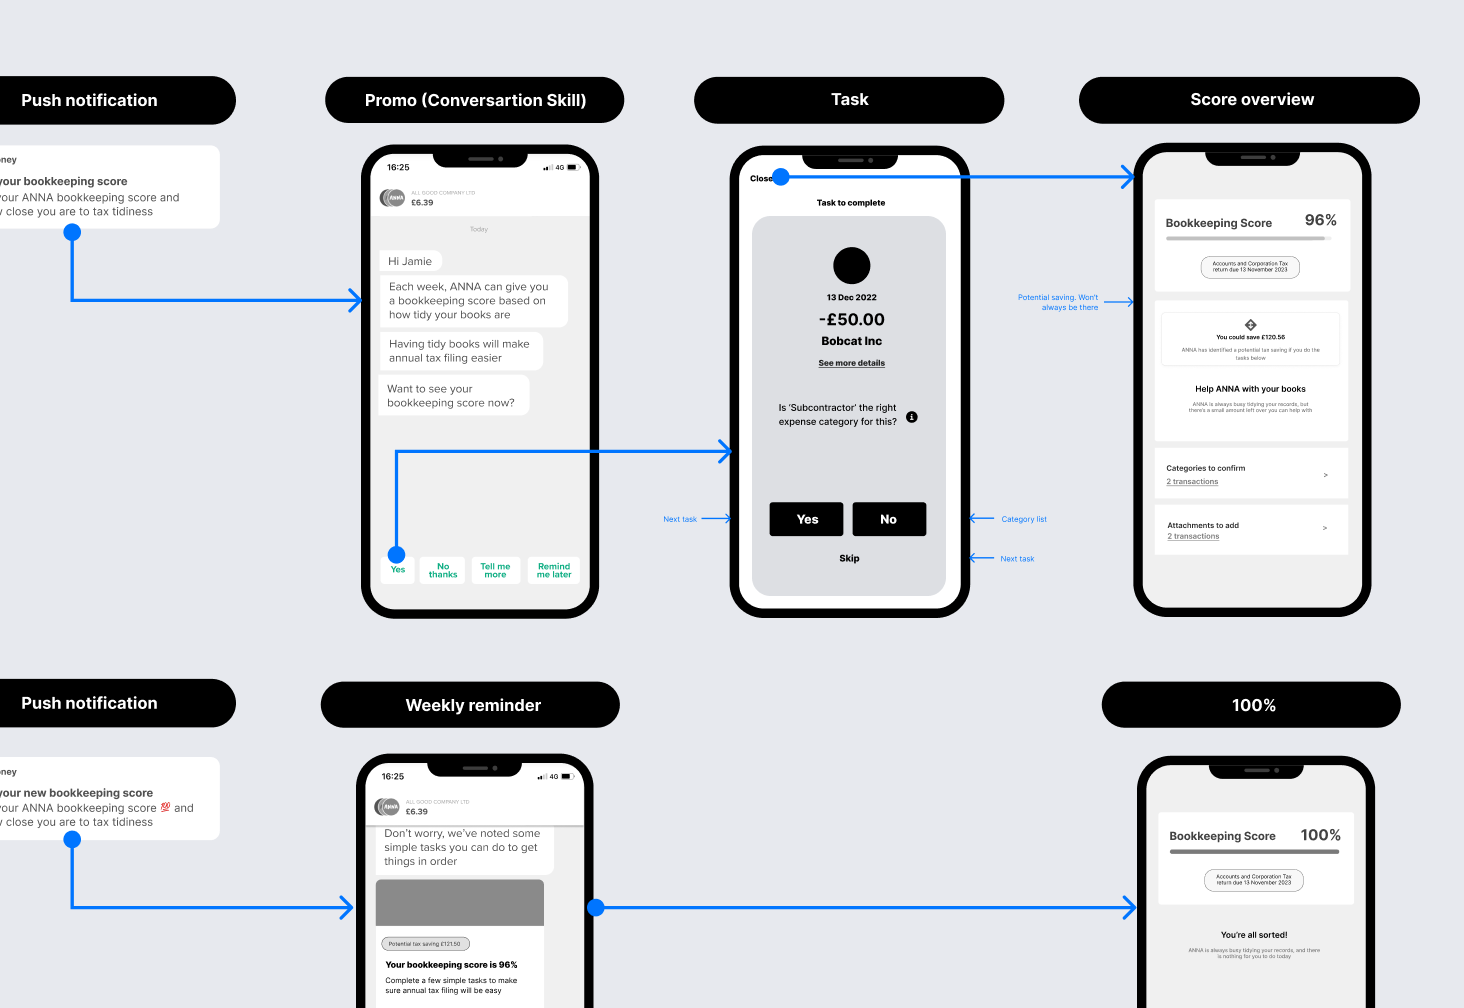 Push notification
Promo (Conversartion Skill)
Task
Score overview
oney
your bookkeeping score
your ANNA bookkeeping score and
y close you are to tax tidiness
16:25
4G
ANNA
ALL GOOD COMPANY LTD
£6.39
Today
Hi Jamie
Each week, ANNA can give you
a bookkeeping score based on
how tidy your books are
Having tidy books will make
annual tax filing easier
Want to see your
bookkeeping score now?
Yes
No
thanks
Tell me
more
Remind
me later
Close
Task to complete
13 Dec 2022
-£50.00
Bobcat Inc
See more details
Is ‘Subcontractor’ the right
expense category for this?
Yes
No
Skip
Next task
Category list
Next task
Potential saving. Won’t
always be there
Bookkeeping Score
96%
Accounts and Corporation Tax
return due 13 November 2023
You could save £120.56
ANNA has identified a potential tax saving if you do the
tasks below
Help ANNA with your books
ANNA is always busy tidying your records, but
there’s a small amount left over you can help with
Categories to confirm
2 transactions
>
Attachments to add
2 transactions
>
Push notification
Weekly reminder
100%
oney
your new bookkeeping score
your ANNA bookkeeping score 💯 and
y close you are to tax tidiness
16:25
4G
ANNA
ALL GOOD COMPANY LTD
£6.39
Don’t worry, we’ve noted some
simple tasks you can do to get
things in order
Potential tax saving £121.50
Your bookkeeping score is 96%
Complete a few simple tasks to make
sure annual tax filing will be easy
Bookkeeping Score
100%
Accounts and Corporation Tax
return due 13 November 2023
You’re all sorted!
ANNA is always busy tidying your records, and there
is nothing for you to do today